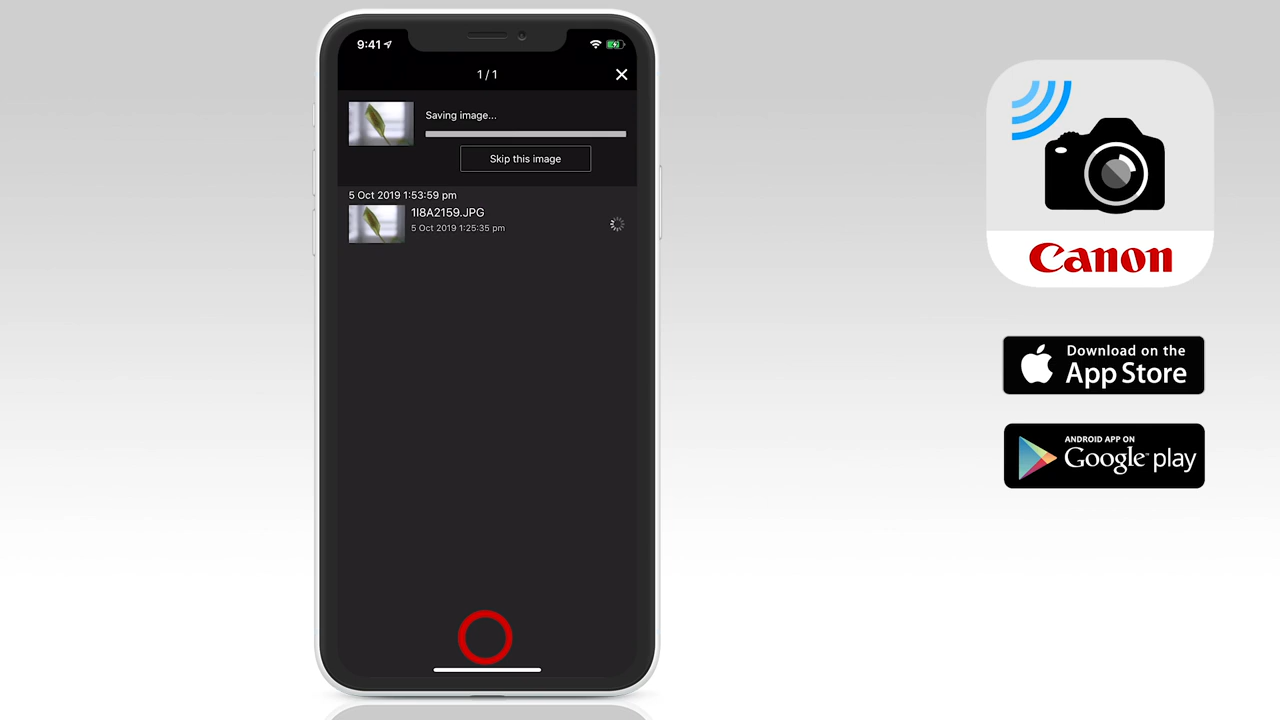 9:41
1 / 1
Saving image...
Skip this image
5 Oct 2019 1:53:59 pm
1I8A2159.JPG
5 Oct 2019 1:25:35 pm
Canon
Download on the
App Store
ANDROID APP ON
Google play